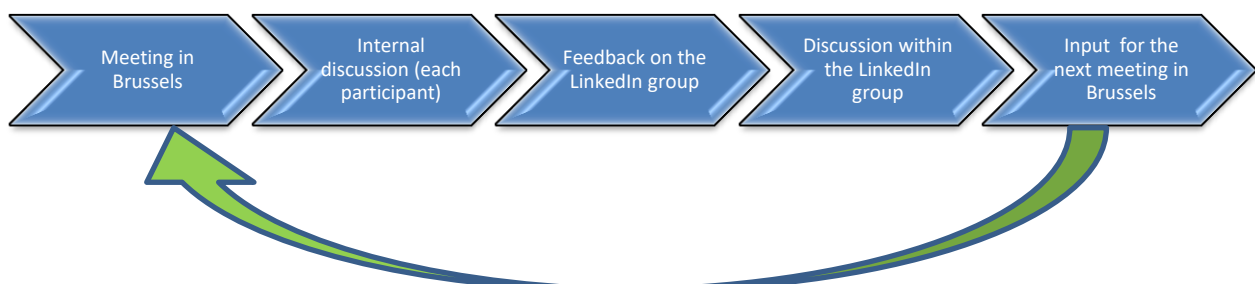 Meeting in
Brussels
Internal
discussion (each
participant)
Feedback on the
LinkedIn group
Discussion within
the LinkedIn
group
Input for the
next meeting in
Brussels